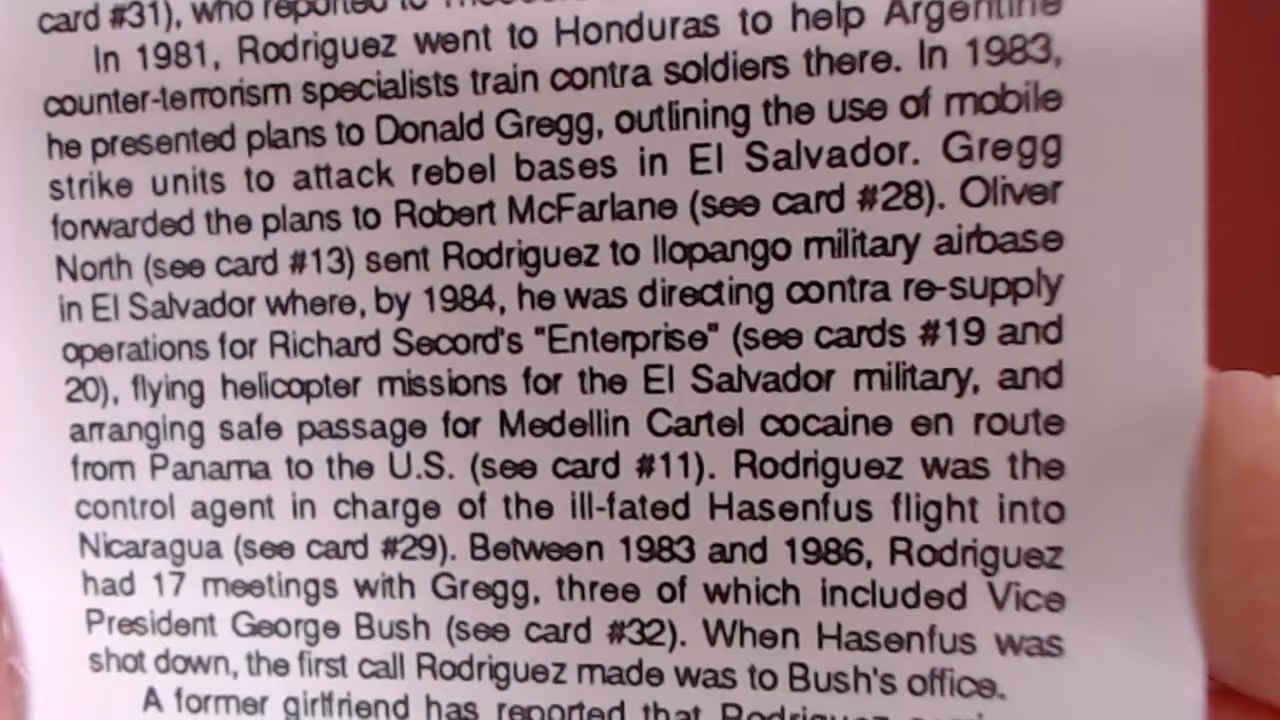 card #31), who reported to
In 1981, Rodriguez went to Honduras to help Argentine
counter-terrorism specialists train contra soldiers there. In 1983,
he presented plans to Donald Gregg, outlining the use of mobile
strike units to attack rebel bases in El Salvador. Gregg
forwarded the plans to Robert McFarlane (see card #28). Oliver
North (see card #13) sent Rodriguez to Ilopango military airbase
in El Salvador where, by 1984, he was directing contra re-supply
operations for Richard Secord's "Enterprise" (see cards #19 and
20), flying helicopter missions for the El Salvador military, and
arranging safe passage for Medellin Cartel cocaine en route
from Panama to the U.S. (see card #11). Rodriguez was the
control agent in charge of the ill-fated Hasenfus flight into
Nicaragua (see card #29). Between 1983 and 1986, Rodriguez
had 17 meetings with Gregg, three of which included Vice
President George Bush (see card #32). When Hasenfus was
shot down, the first call Rodriguez made was to Bush's office.
A former girlfriend has reported that Rodriguez